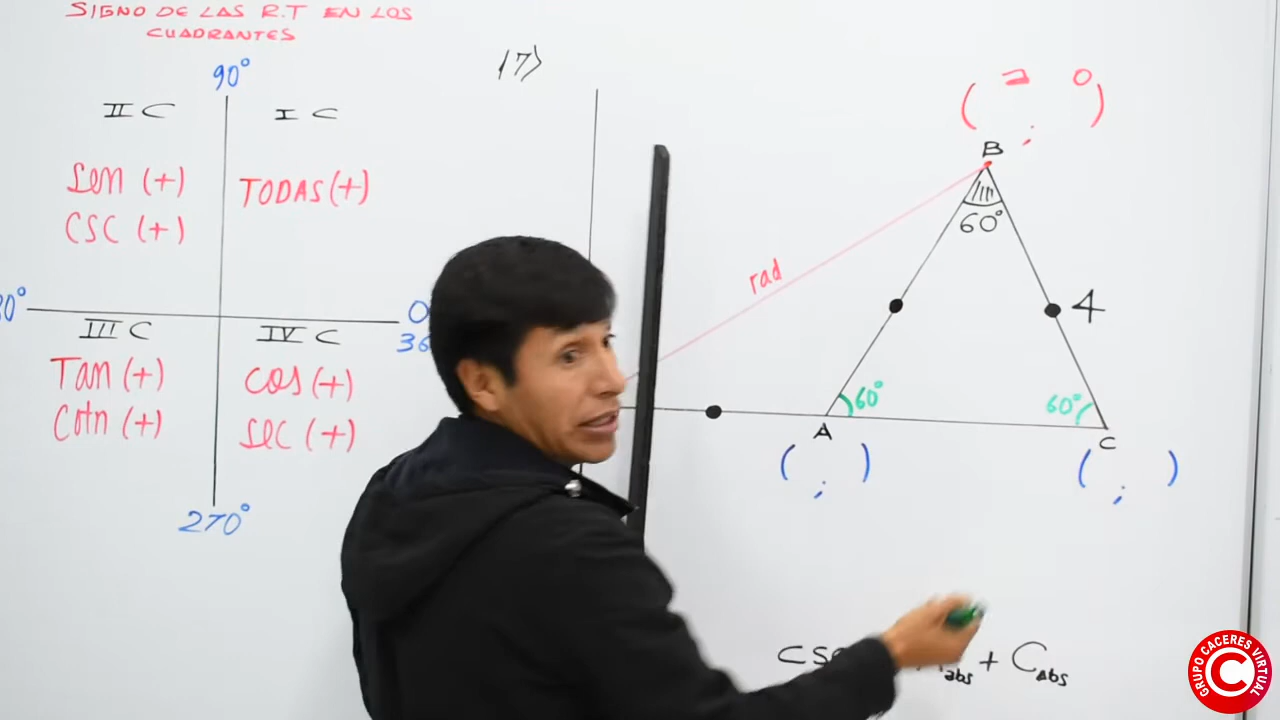 SIGNO DE LAS R.T EN LOS
CUADRANTES
90°
II C
I C
Sen (+)
CSC (+)
TODAS (+)
III C
IV C
Tan (+)
Cotn (+)
Cos (+)
Sec (+)
270°
17)
rad
( ; )
B
60°
4
60°
60°
A
C
( ; )
( ; )
abs + C abs
GRUPO CACERES VIRTUAL
C